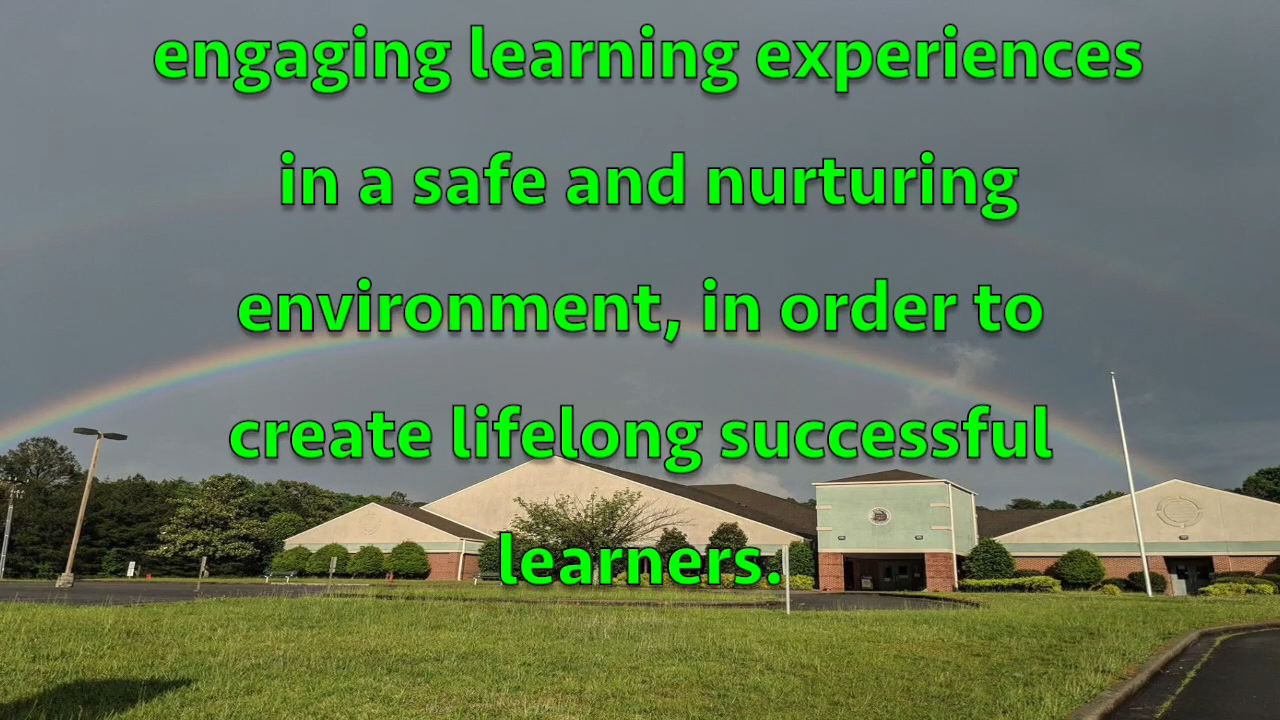 engaging learning experiences
in a safe and nurturing
environment, in order to
create lifelong successful
learners.